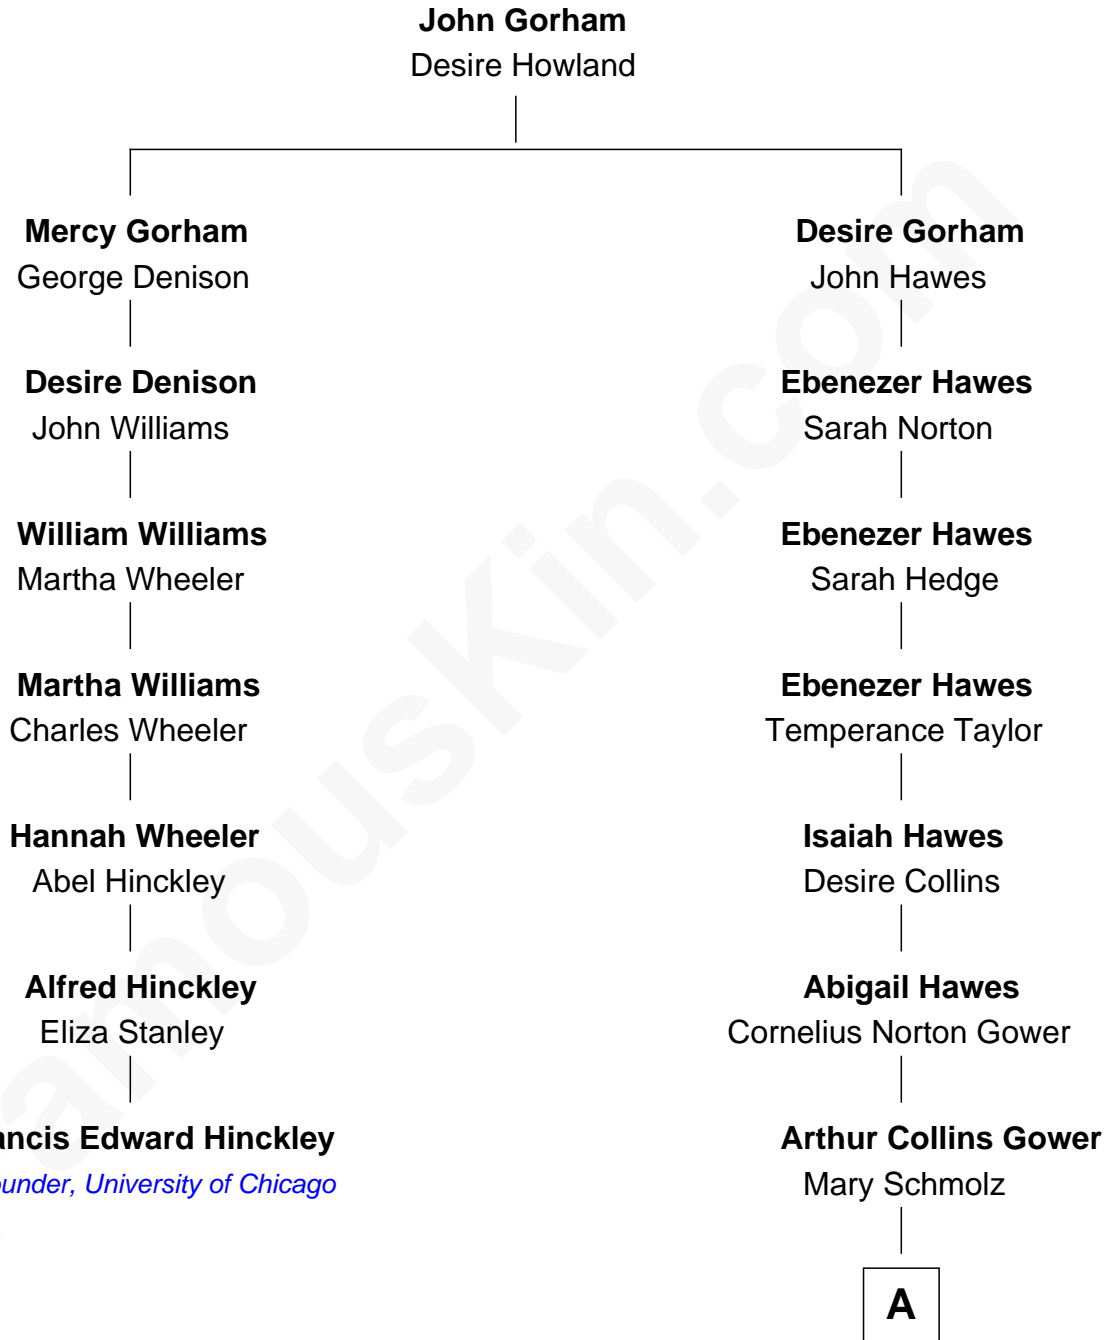 John Gorham
Desire Howland
Mercy Gorham
George Denison
Desire Gorham
John Hawes
Desire Denison
John Williams
Ebenezer Hawes
Sarah Norton
William Williams
Martha Wheeler
Ebenezer Hawes
Sarah Hedge
Martha Williams
Charles Wheeler
Ebenezer Hawes
Temperance Taylor
Hannah Wheeler
Abel Hinckley
Isaiah Hawes
Desire Collins
Alfred Hinckley
Eliza Stanley
Abigail Hawes
Cornelius Norton Gower
ancis Edward Hinckley
ounder, University of Chicago
Arthur Collins Gower
Mary Schmolz
A
amouskin.com